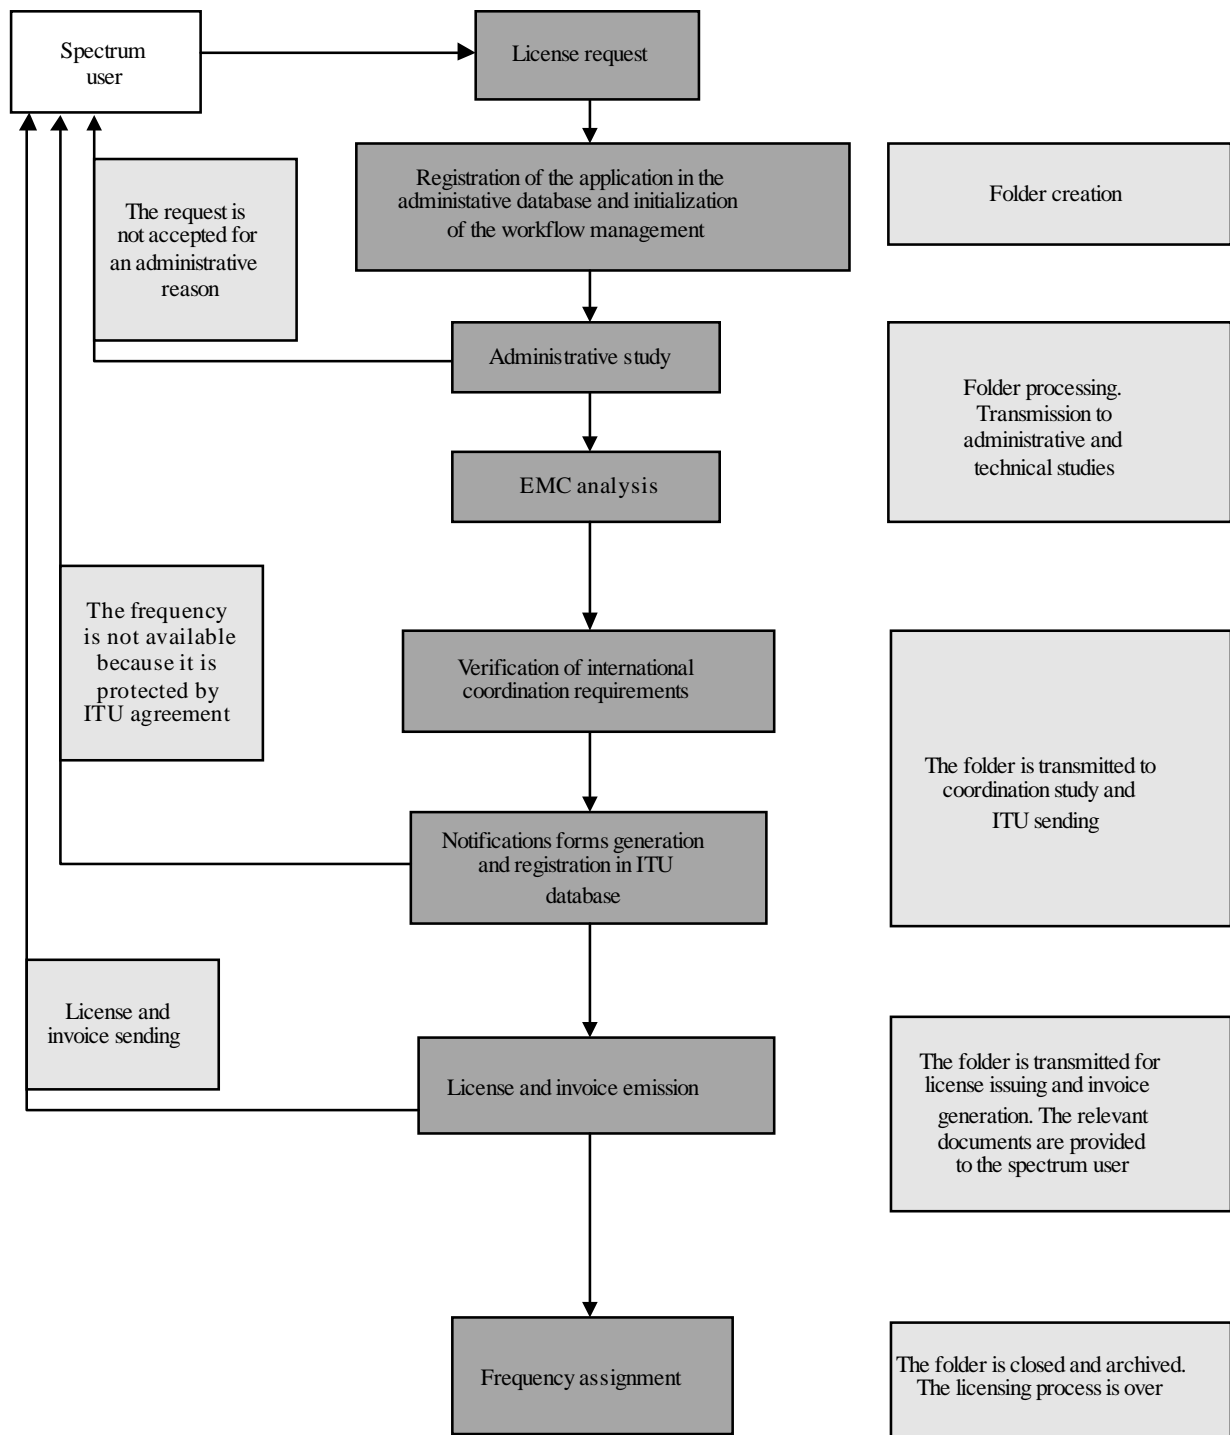 Spectrum
user
License request
Registration of the application in the
administative database and initialization
of the workflow management
Folder creation
The request is
not accepted for
an administrative
reason
Administrative study
Folder processing.
Transmission to
administrative and
technical studies
EMC analysis
The frequency
is not available
because it is
protected by
ITU agreement
Verification of international
coordination requirements
The folder is transmitted to
coordination study and
ITU sending
Notifications forms generation
and registration in ITU
database
License and
invoice sending
License and invoice emission
The folder is transmitted for
license issuing and invoice
generation. The relevant
documents are provided
to the spectrum user
Frequency assignment
The folder is closed and archived.
The licensing process is over